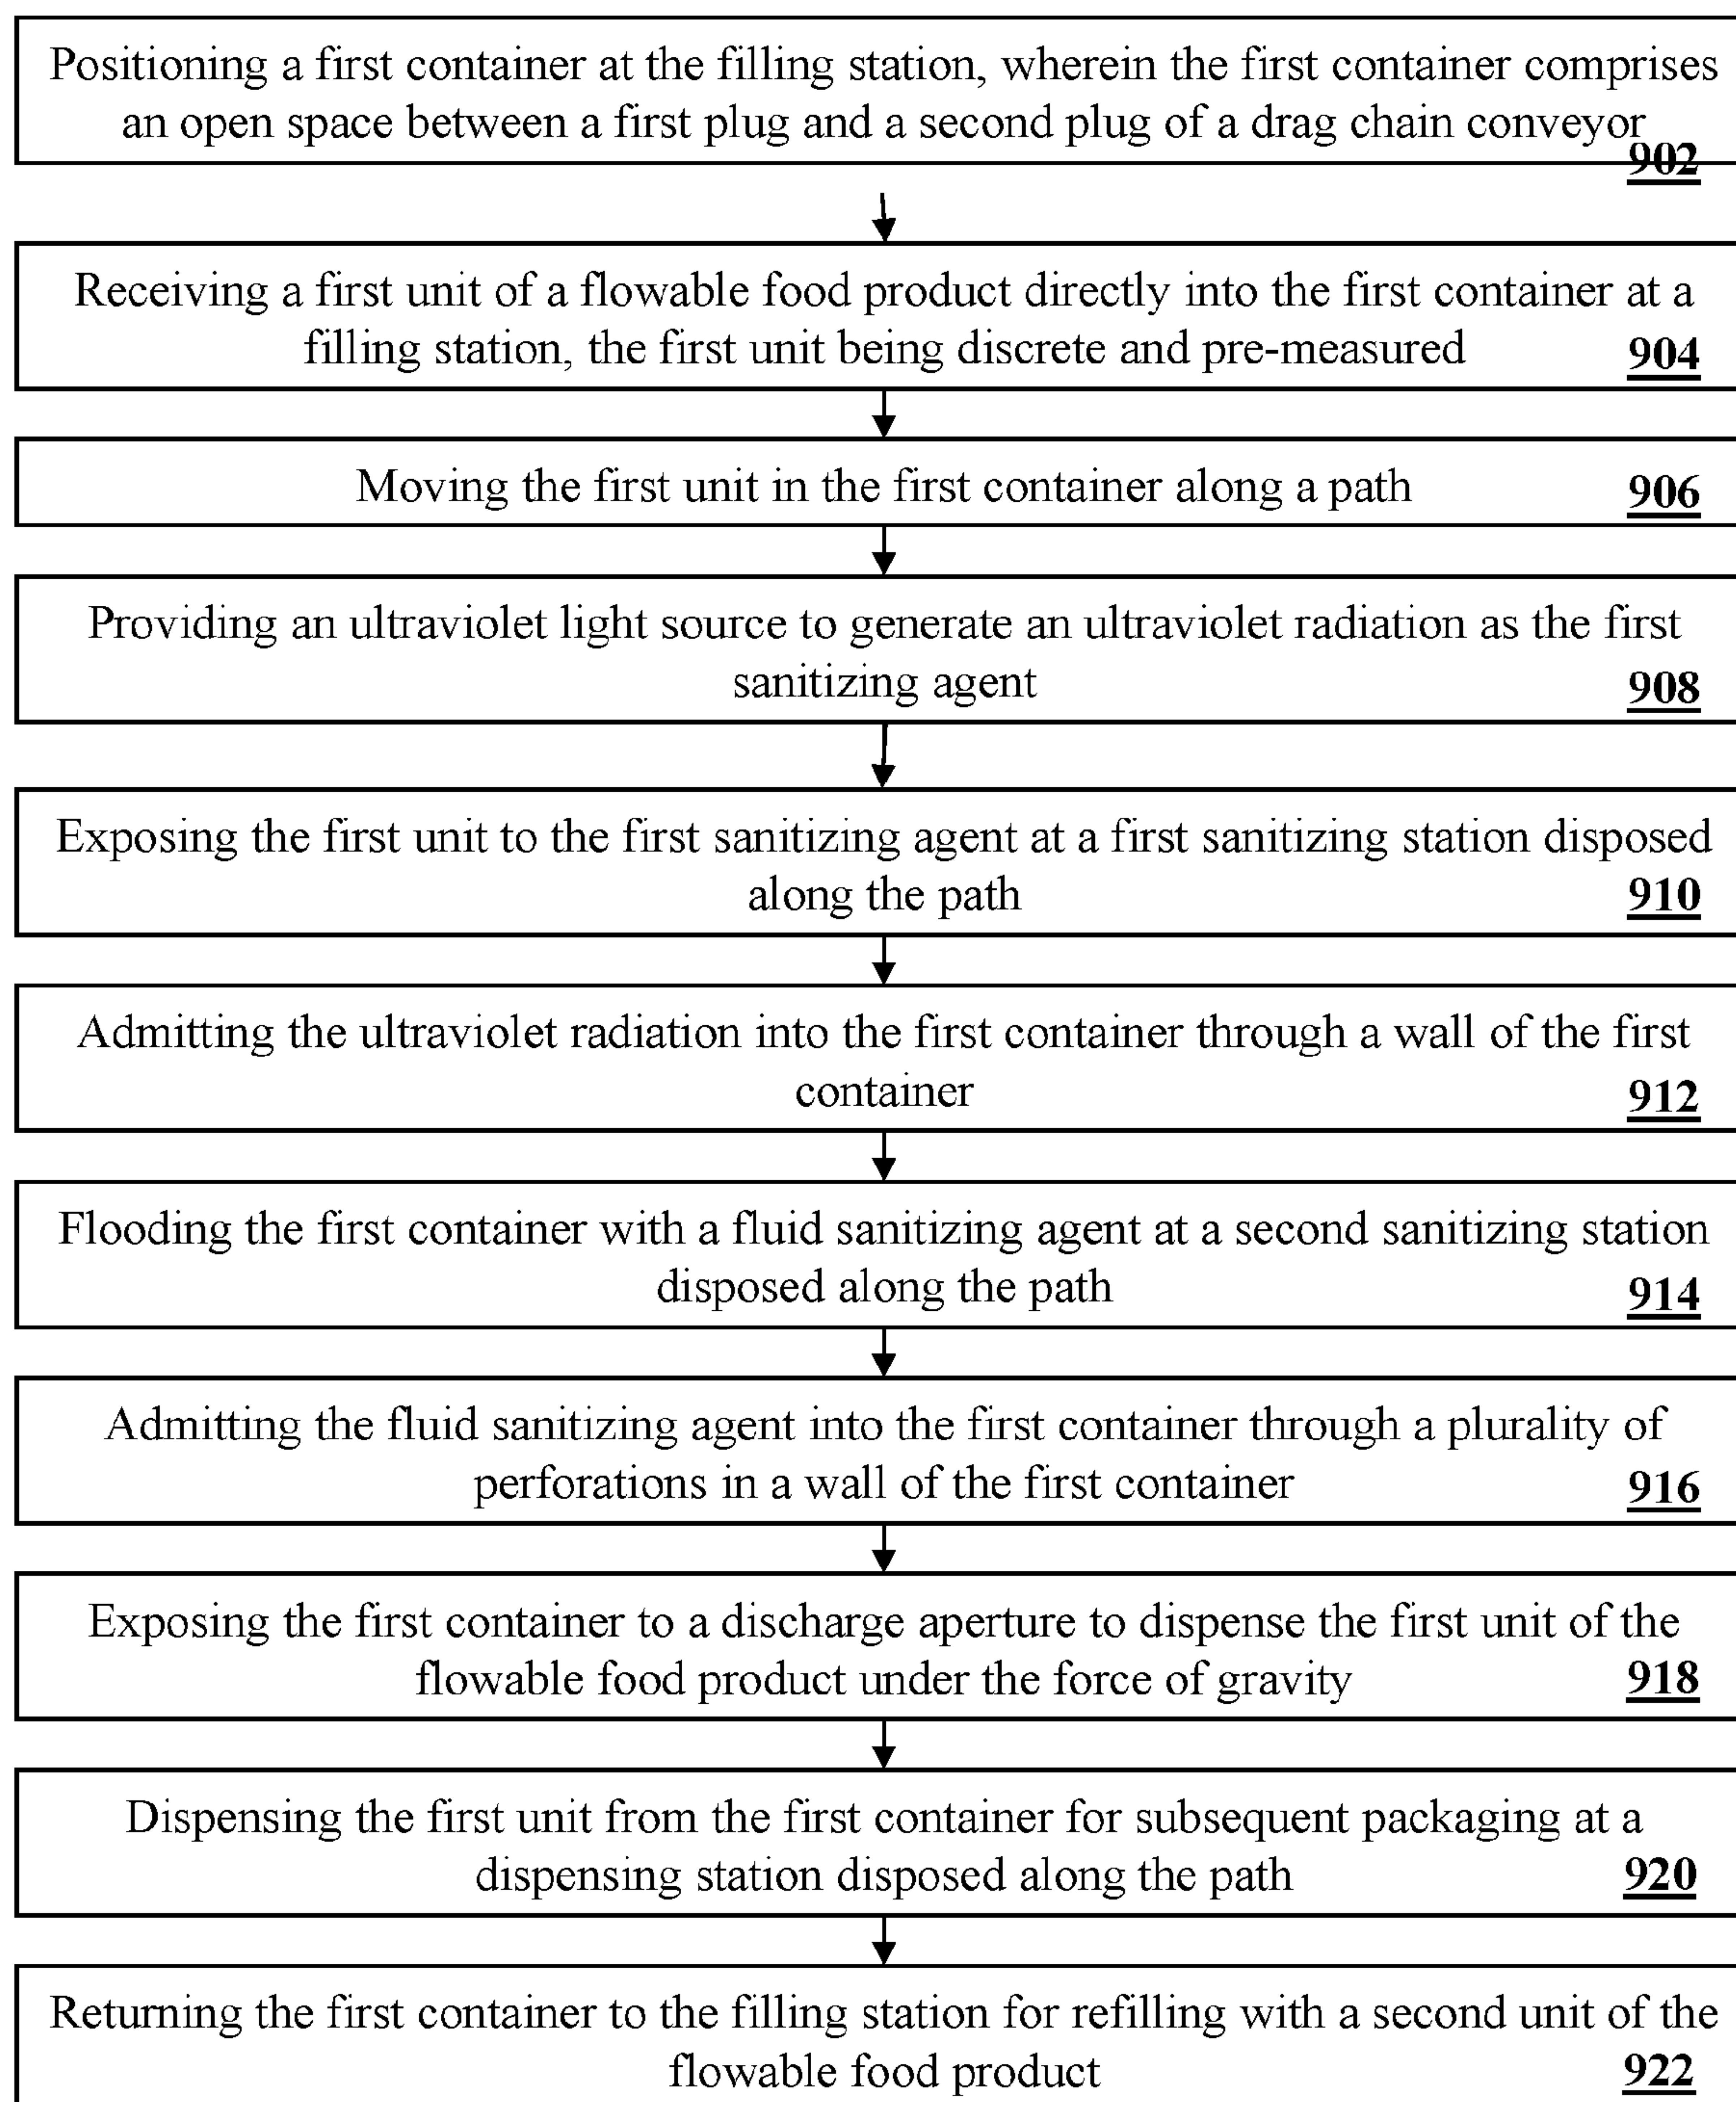 Positioning a first container at the filling station, wherein the first container comprises
an open space between a first plug and a second plug of a drag chain conveyor
902
Receiving a first unit of a flowable food product directly into the first container at a
filling station, the first unit being discrete and pre-measured 904
Moving the first unit in the first container along a path 906
Providing an ultraviolet light source to generate an ultraviolet radiation as the first
sanitizing agent 908
Exposing the first unit to the first sanitizing agent at a first sanitizing station disposed
along the path 910
Admitting the ultraviolet radiation into the first container through a wall of the first
container 912
Flooding the first container with a fluid sanitizing agent at a second sanitizing station
disposed along the path 914
Admitting the fluid sanitizing agent into the first container through a plurality of
perforations in a wall of the first container 916
Exposing the first container to a discharge aperture to dispense the first unit of the
flowable food product under the force of gravity 918
Dispensing the first unit from the first container for subsequent packaging at a
dispensing station disposed along the path 920
Returning the first container to the filling station for refilling with a second unit of the
flowable food product 922